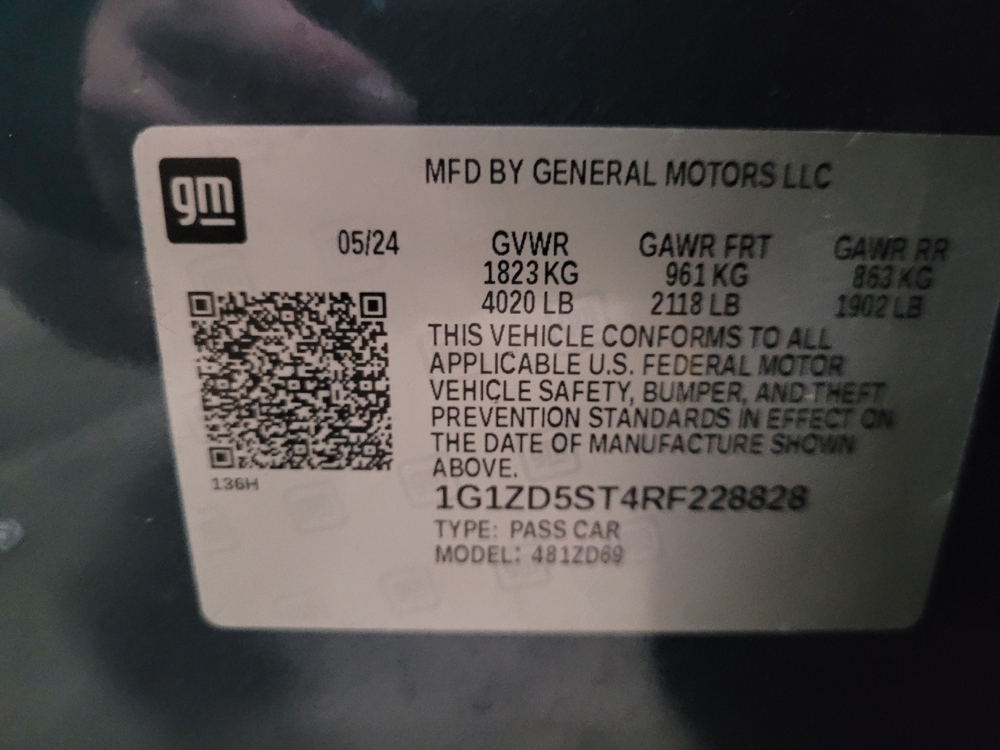 gm
MFD BY GENERAL MOTORS LLC
05/24 GVWR GAWR FRT GAWR RR
1823 KG 961 KG 863 KG
4020 LB 2118 LB 1902 LB
THIS VEHICLE CONFORMS TO ALL
APPLICABLE U.S. FEDERAL MOTOR
VEHICLE SAFETY, BUMPER, AND THEFT
PREVENTION STANDARDS IN EFFECT ON
THE DATE OF MANUFACTURE SHOWN
ABOVE.
136H
1G1ZD5ST4RF228828
TYPE: PASS CAR
MODEL: 481ZD69